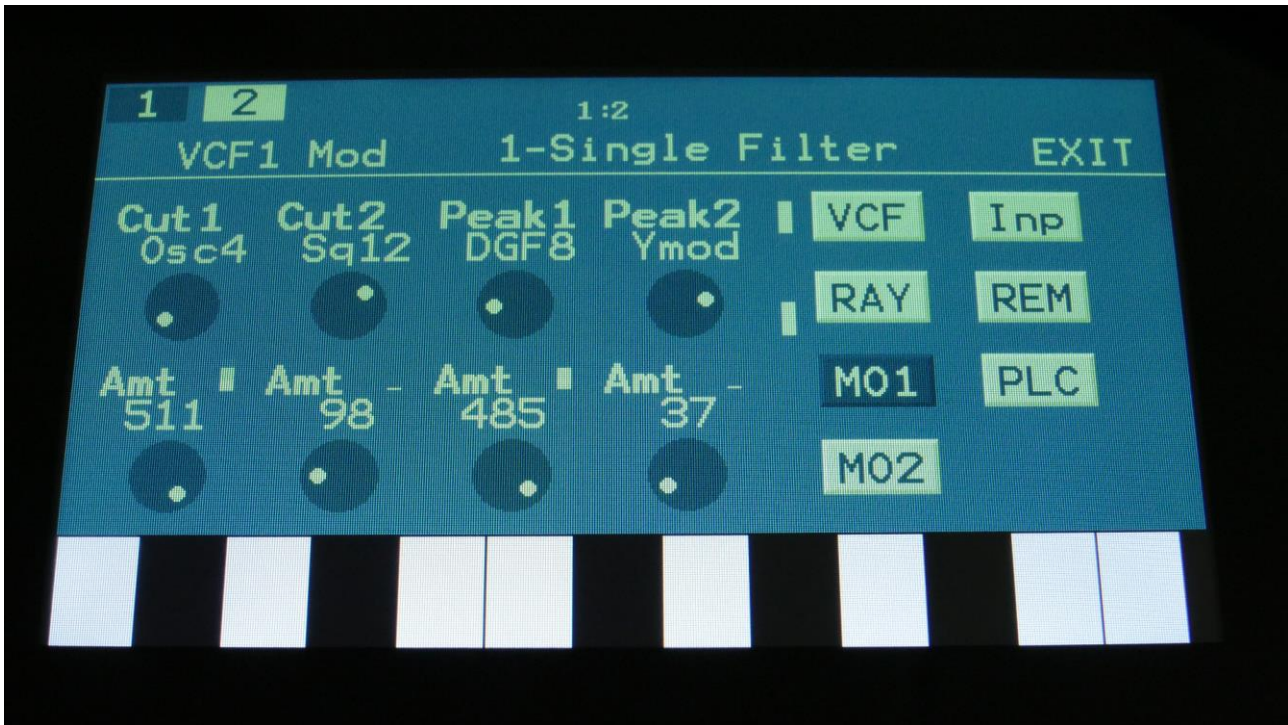 1 2 1:2
VCF1 Mod 1-Single Filter EXIT
Cut1 Cut2 Peak1 Peak2 VCF Inp
Osc4 Sq12 DGF8 Ymod
RAY REM
Amt Amt Amt Amt MO1 PLC
511 98 485 37
MO2